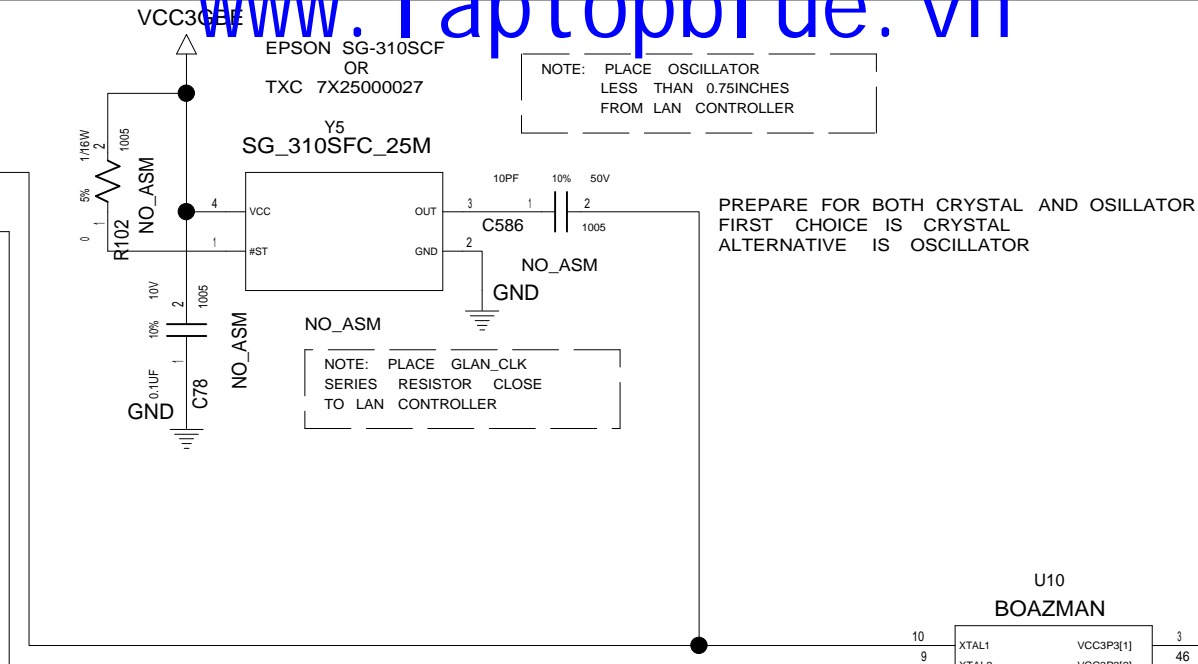 www.laptopblue.vn
VCC3GBE
EPSON SG-310SCF
OR
TXC 7X25000027
NOTE: PLACE OSCILLATOR
LESS THAN 0.75INCHES
FROM LAN CONTROLLER
Y5
SG_310SFC_25M
1/16W
2
1005
5%
NO_ASM
0
1
R102
4
VCC
1
#ST
OUT
3
GND
2
10PF
10%
50V
1
2
C586
1005
NO_ASM
GND
PREPARE FOR BOTH CRYSTAL AND OSILLATOR
FIRST CHOICE IS CRYSTAL
ALTERNATIVE IS OSCILLATOR
10V
2
1005
10%
NO_ASM
1
0.1UF
C78
GND
NO_ASM
NOTE: PLACE GLAN_CLK
SERIES RESISTOR CLOSE
TO LAN CONTROLLER
U10
BOAZMAN
10
XTAL1
VCC3P3[1]
3
9
46